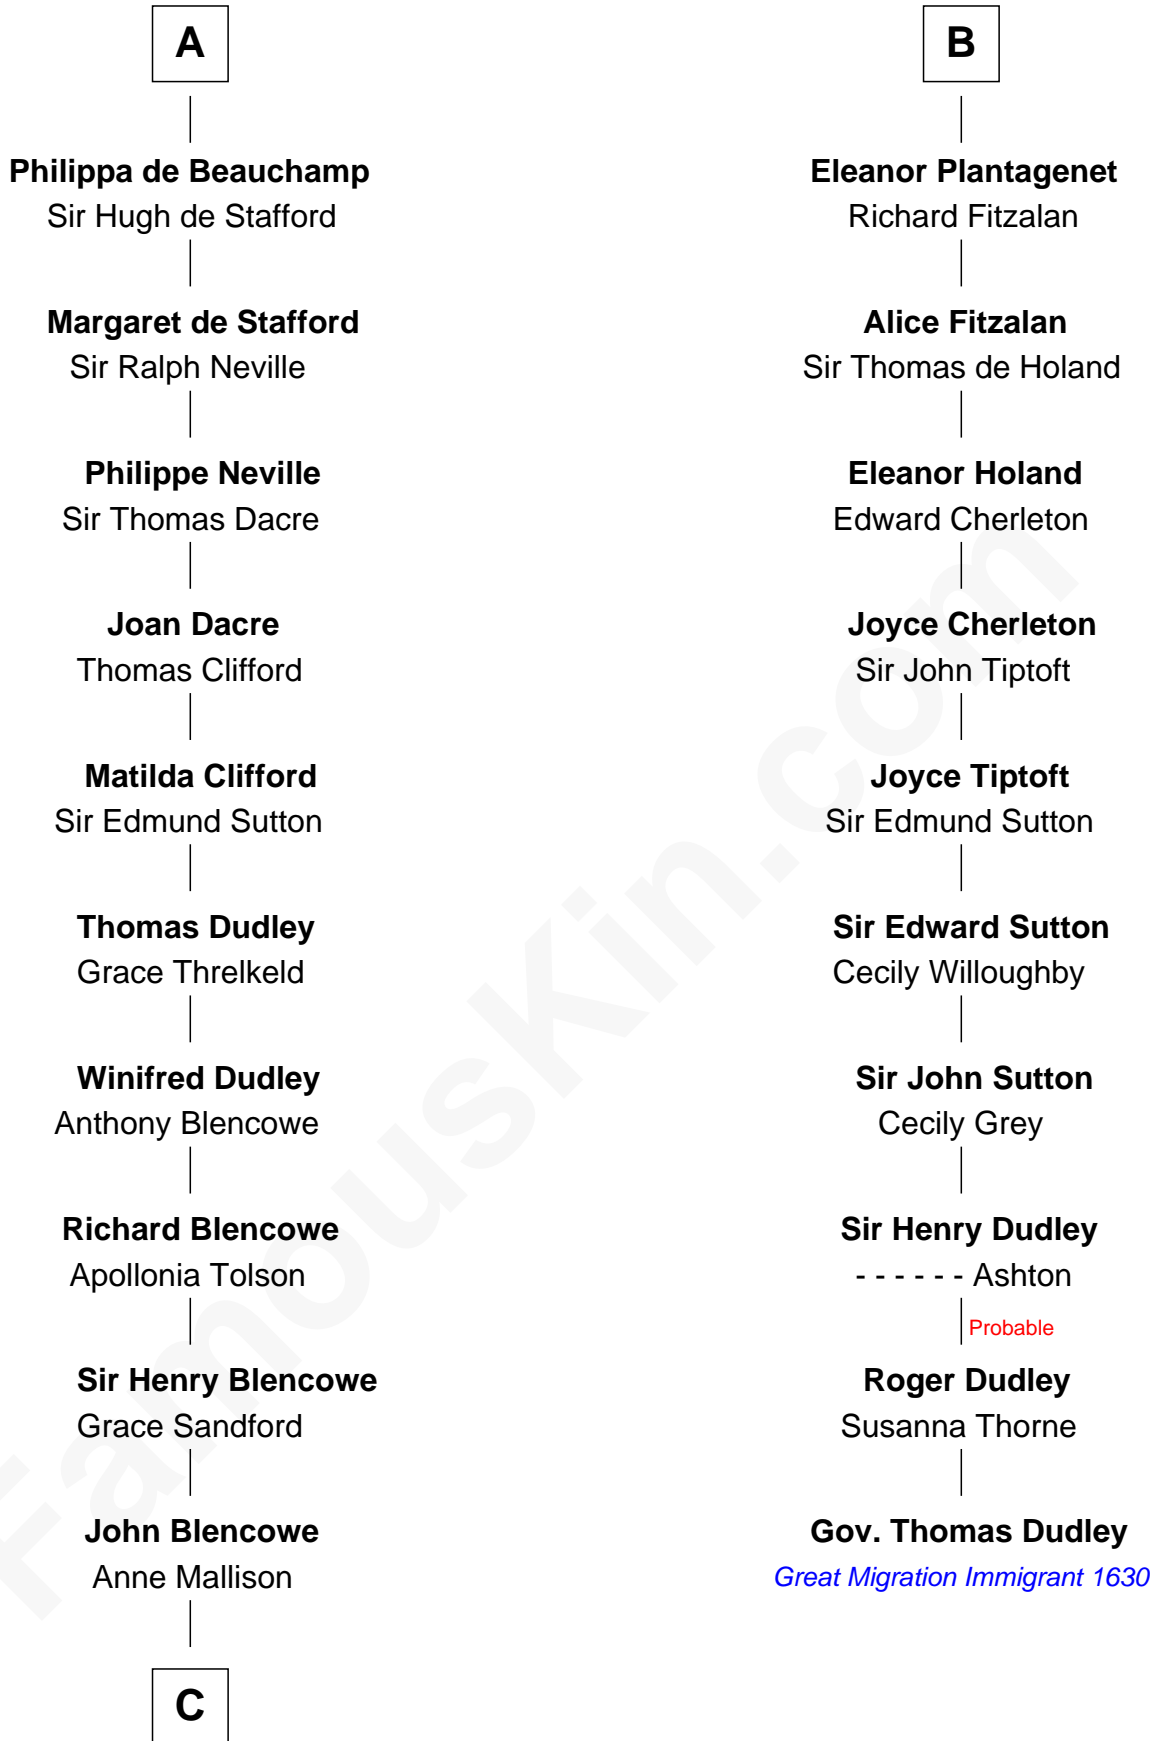 A
Philippa de Beauchamp
Sir Hugh de Stafford
Margaret de Stafford
Sir Ralph Neville
Philippe Neville
Sir Thomas Dacre
Joan Dacre
Thomas Clifford
Matilda Clifford
Sir Edmund Sutton
Thomas Dudley
Grace Threlkeld
Winifred Dudley
Anthony Blencowe
Richard Blencowe
Apollonia Tolson
Sir Henry Blencowe
Grace Sandford
John Blencowe
Anne Mallison
C
B
Eleanor Plantagenet
Richard Fitzalan
Alice Fitzalan
Sir Thomas de Holand
Eleanor Holand
Edward Cherleton
Joyce Cherleton
Sir John Tiptoft
Joyce Tiptoft
Sir Edmund Sutton
Sir Edward Sutton
Cecily Willoughby
Sir John Sutton
Cecily Grey
Sir Henry Dudley
- - - - - - Ashton
Probable
Roger Dudley
Susanna Thorne
Gov. Thomas Dudley
Great Migration Immigrant 1630
FamousKin.com